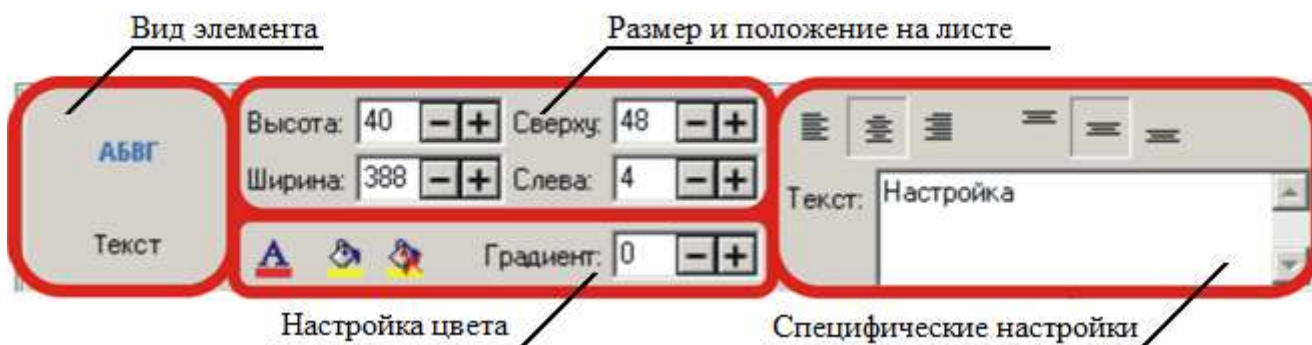 Вид элемента
Размер и положение на листе
Высота: 40 Сверху: 48
АБВГ
Ширина: 388 Слева: 4
Текст: Настройка
Текст
А Градиент: 0
Настройка цвета
Специфические настройки